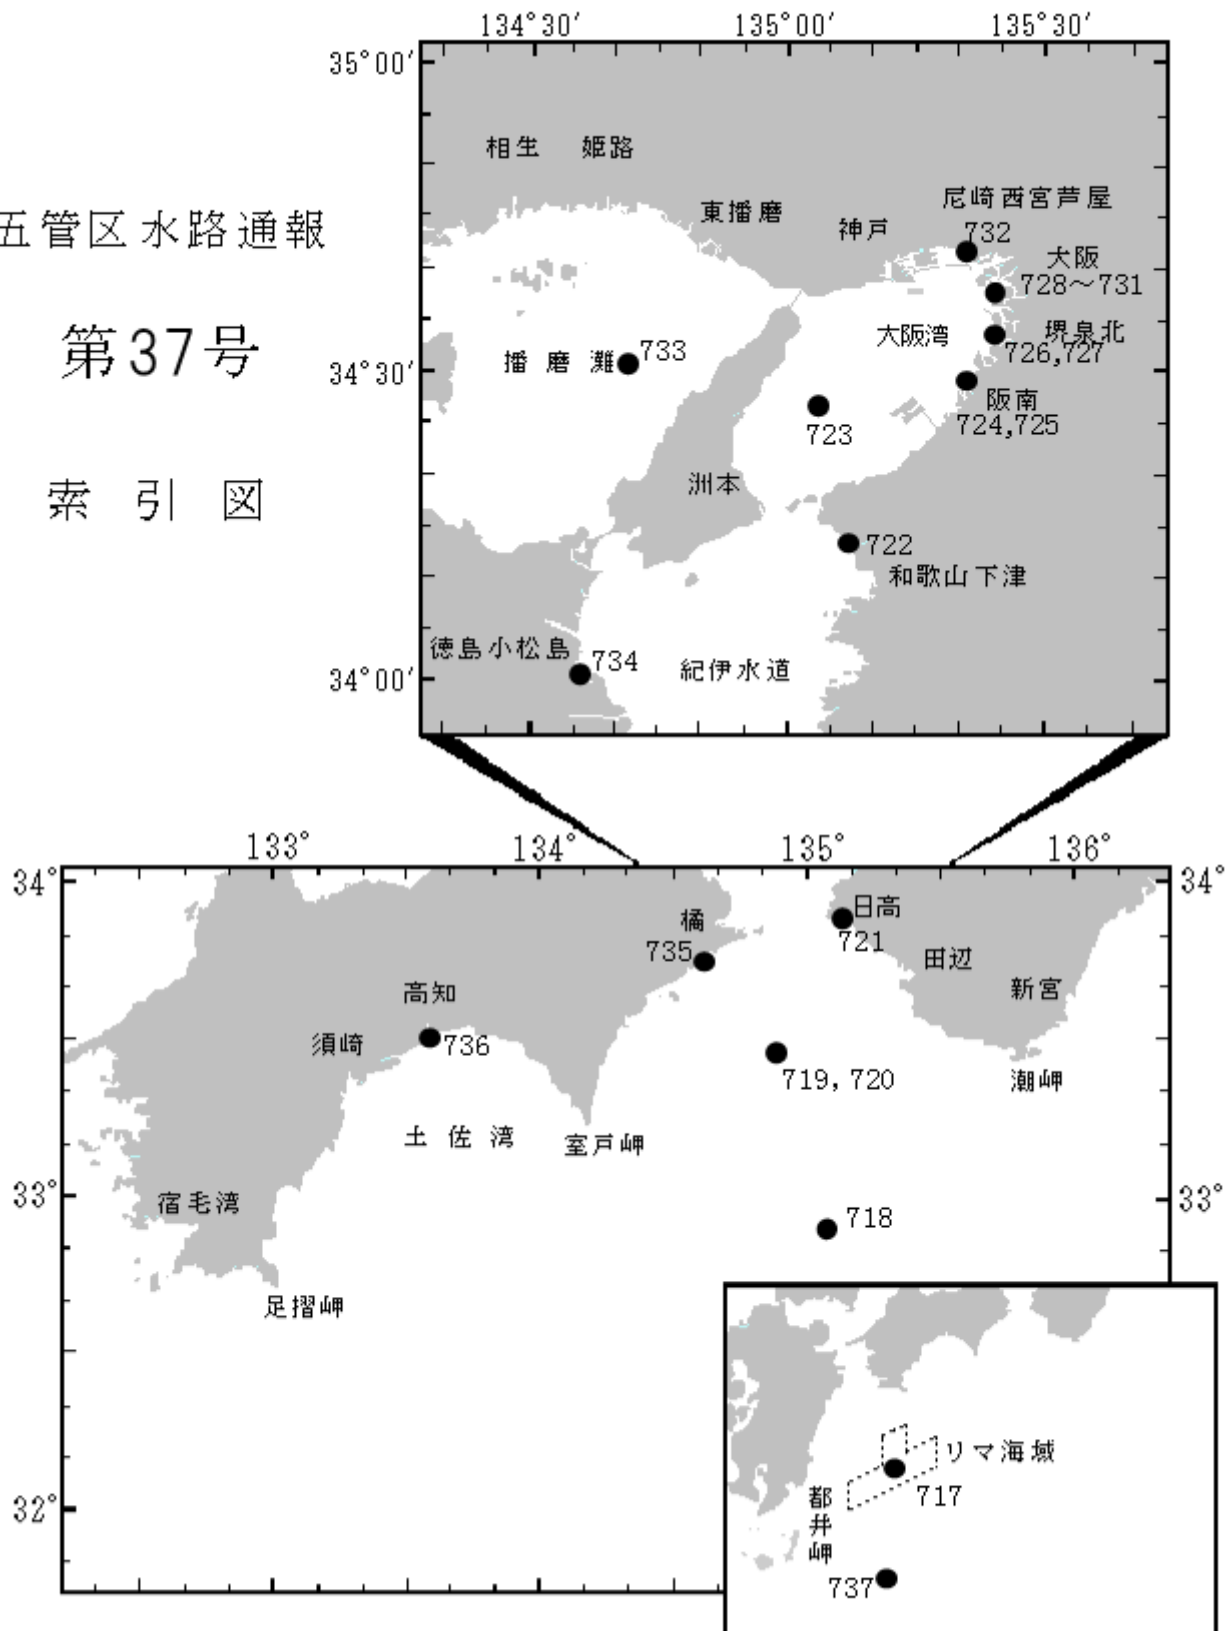 五管区水路通報
第37号
索引図
134°30′ 135°00′ 135°30′
35°00′
34°30′
34°00′
相生 姫路
東播磨
神戸
尼崎西宮芦屋
732
大阪
728～731
堺泉北
726,727
大阪湾
播磨灘
733
阪南
724,725
723
洲本
722
和歌山下津
徳島小松島
734
紀伊水道
133° 134° 135° 136°
34° 34°
橘
735
日高
721
田辺
新宮
高知
須崎
736
719, 720
潮岬
土佐湾
室戸岬
宿毛湾
33° 33°
718
足摺岬
リマ海域
717
都井岬
32°
737